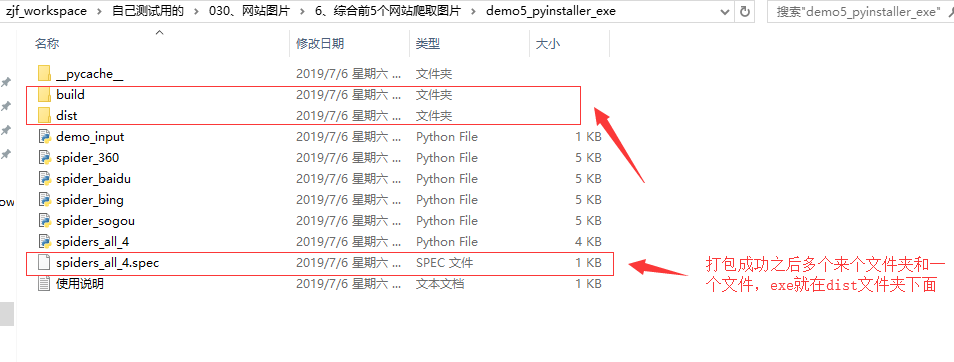 zjf_workspace > 自己测试用的 > 030、网站图片 > 6、综合前5个网站爬取图片 > demo5_pyinstaller_exe 搜索"demo5_pyinstaller_exe"
名称 修改日期 类型 大小
__pycache__ 2019/7/6 星期六 ... 文件夹
build 2019/7/6 星期六 ... 文件夹
dist 2019/7/6 星期六 ... 文件夹
demo_input 2019/7/6 星期六 ... Python File 1 KB
spider_360 2019/7/6 星期六 ... Python File 5 KB
spider_baidu 2019/7/6 星期六 ... Python File 5 KB
spider_bing 2019/7/6 星期六 ... Python File 5 KB
ow
spider_sogou 2019/7/6 星期六 ... Python File 5 KB
spiders_all_4 2019/7/6 星期六 ... Python File 4 KB
spiders_all_4.spec 2019/7/6 星期六 ... SPEC 文件 1 KB
使用说明 2019/7/6 星期六 ... 文本文档 1 KB
打包成功之后多个来个文件夹和一
个文件，exe就在dist文件夹下面